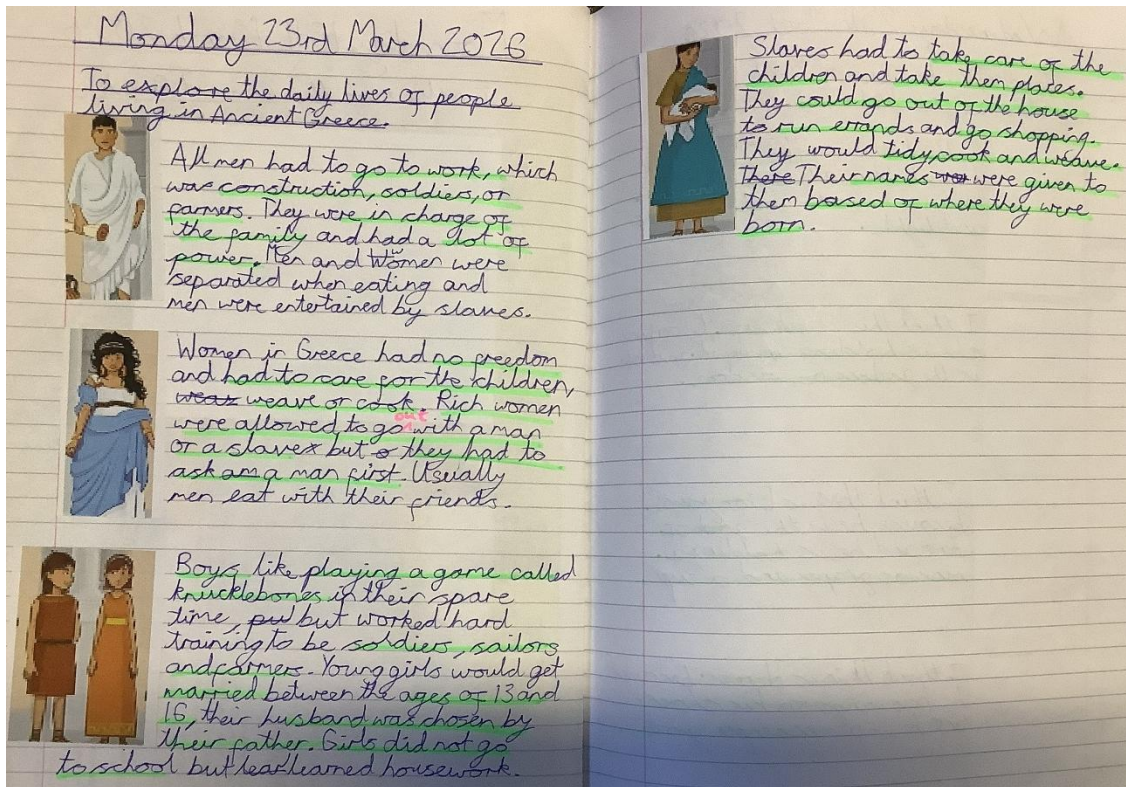 Monday 23rd March 2026
To explore the daily lives of people
living in Ancient Greece.
All men had to go to work, which
was construction, soldiers, or
farmers. They were in charge of
the family and had a lot of
power. Men and Women were
separated when eating and
men were entertained by slaves.
Women in Greece had no freedom
and had to care for the children,
weave or cook. Rich women
were allowed to go out with a man
or a slave but they had to
ask a man first. Usually
men eat with their friends.
Boys like playing a game called
knucklebones in their spare
time, but worked hard
training to be soldiers, sailors
and farmers. Young girls would get
married between the ages of 13 and
16, their husband was chosen by
their father. Girls did not go
to school but learned housework.
Slaves had to take care of the
children and take them places.
They could go out of the house
to run errands and go shopping.
They would tidy, cook and weave.
There Their names were given to
them based of where they were
born.